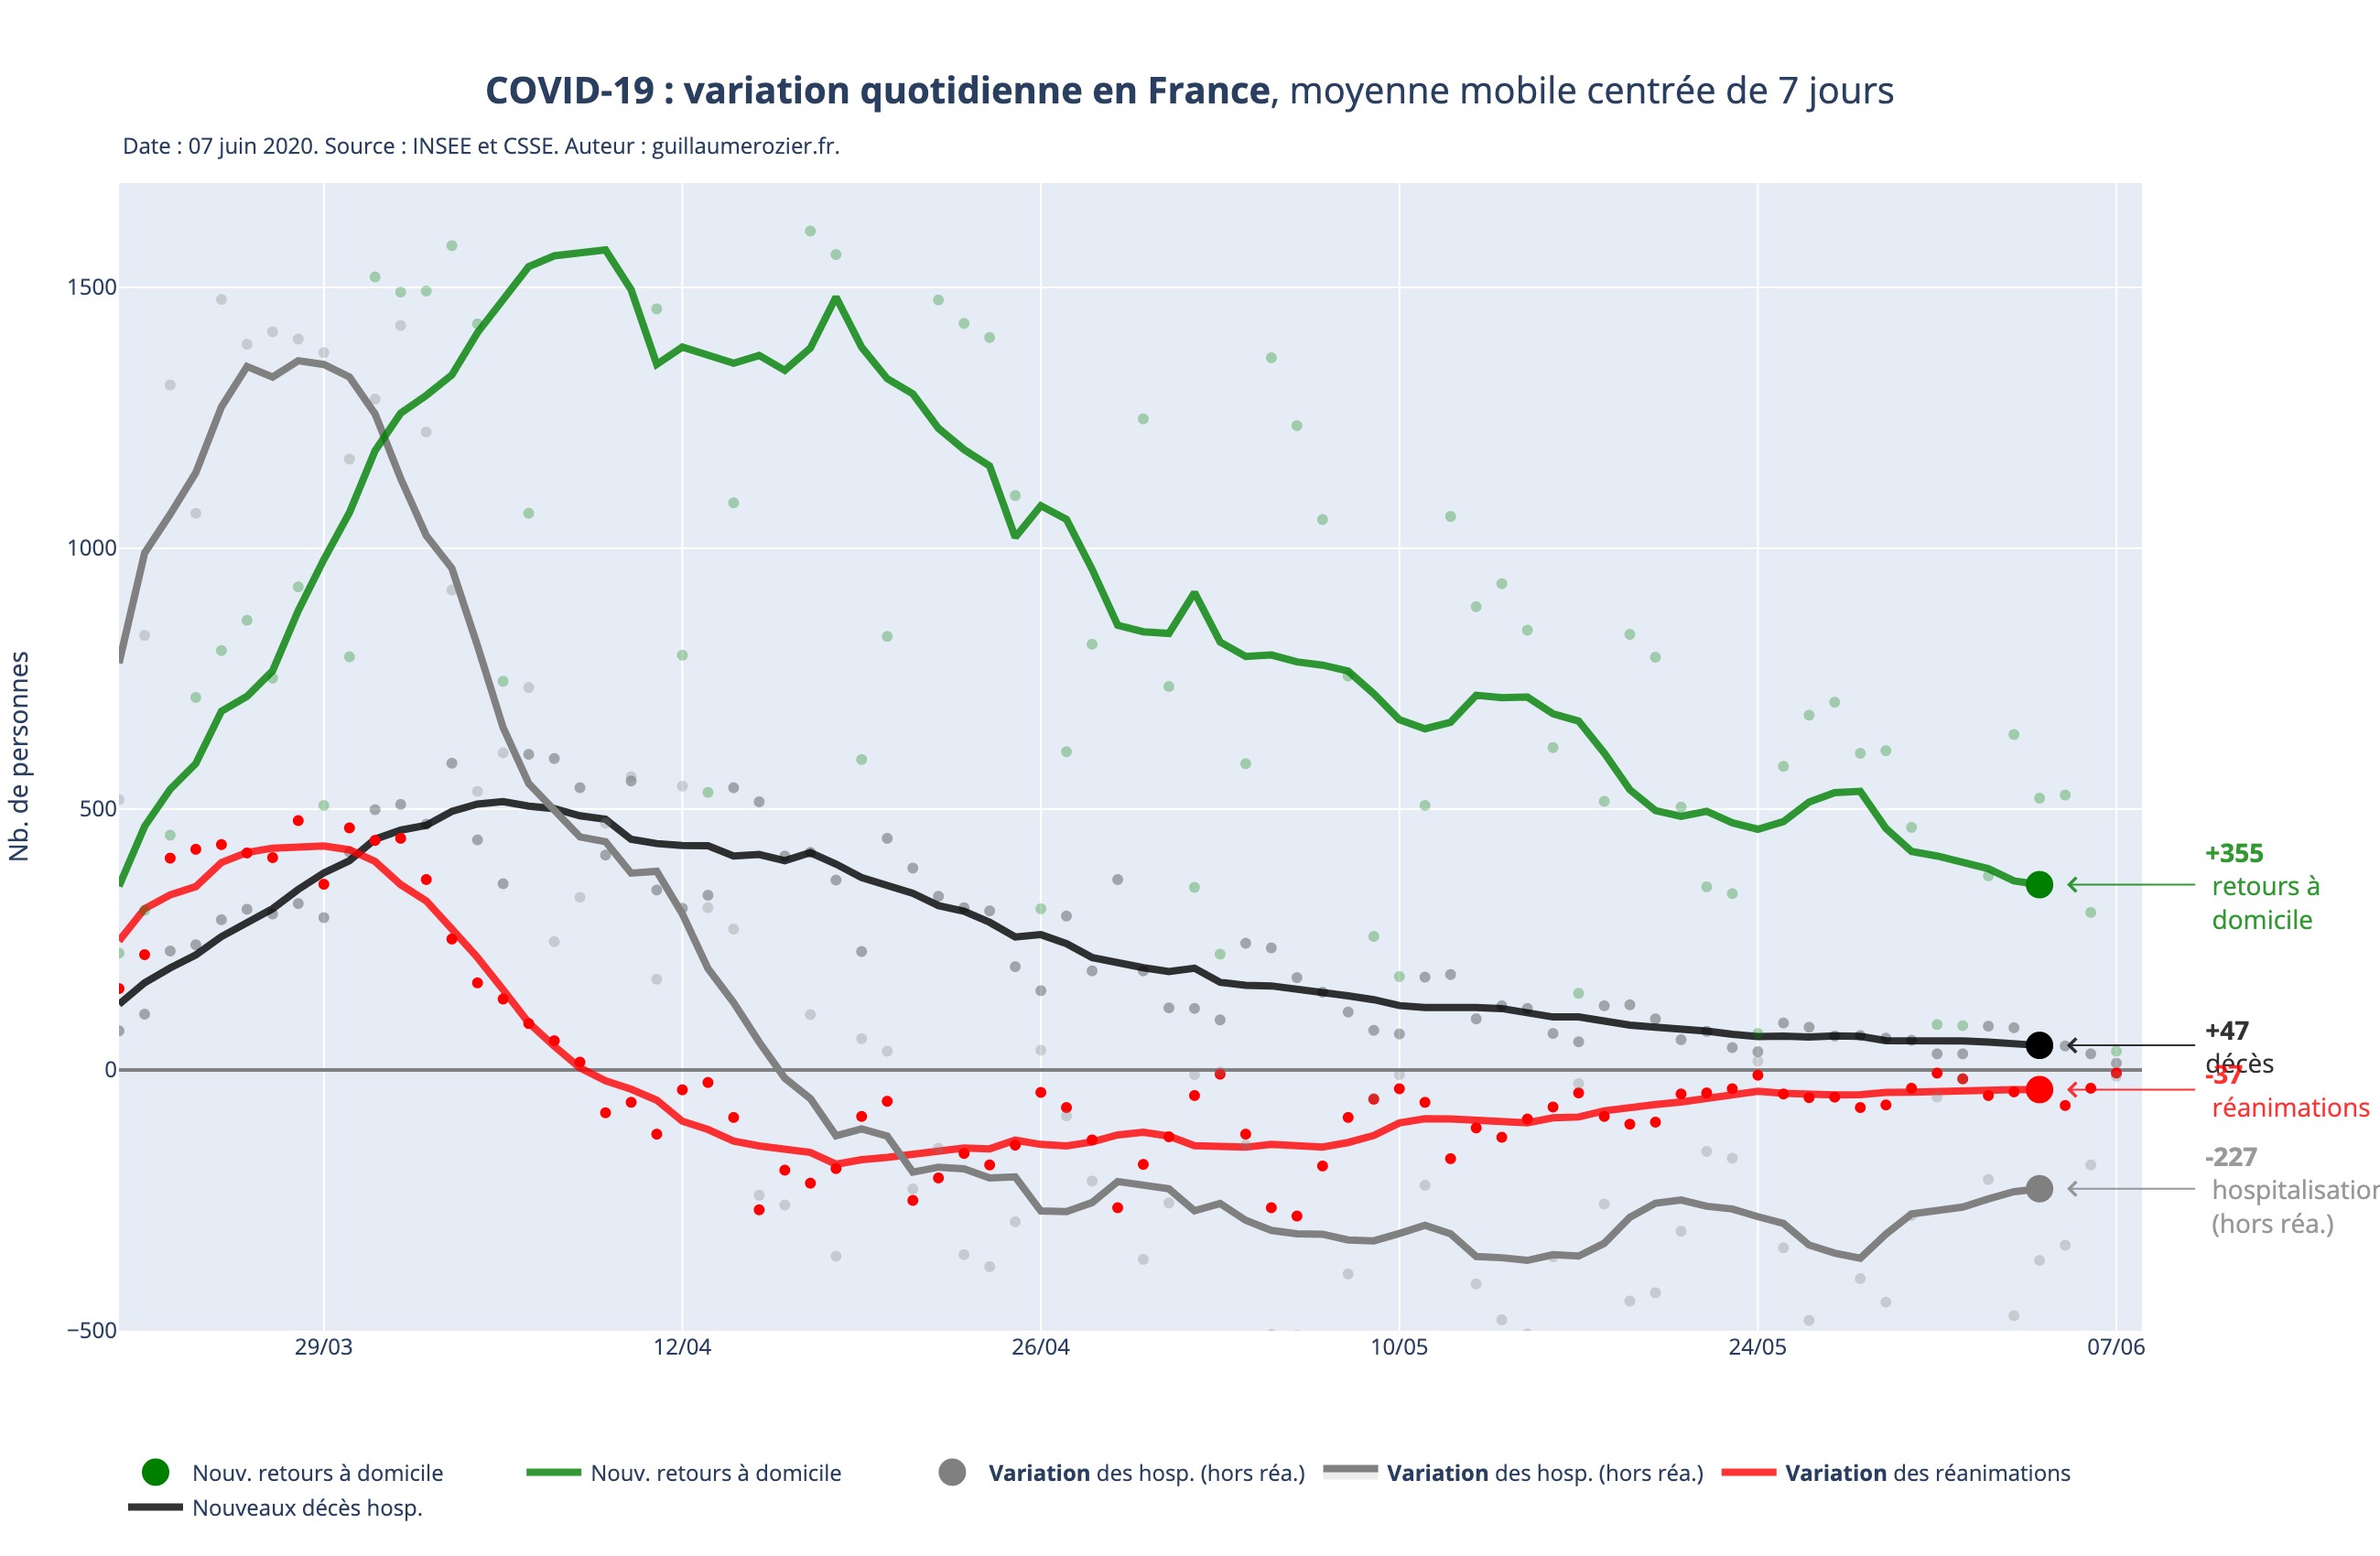 COVID-19 : variation quotidienne en France, moyenne mobile centrée de 7 jours
Date : 07 juin 2020. Source : INSEE et CSSE. Auteur : guillaumerozier.fr.
Nb. de personnes
1500
1000
500
0
−500
29/03
12/04
26/04
10/05
24/05
07/06
+355
retours à
domicile
+47
décès
-37
réanimations
-227
hospitalisation
(hors réa.)
Nouv. retours à domicile
Nouv. retours à domicile
Variation des hosp. (hors réa.)
Variation des hosp. (hors réa.)
Variation des réanimations
Nouveaux décès hosp.